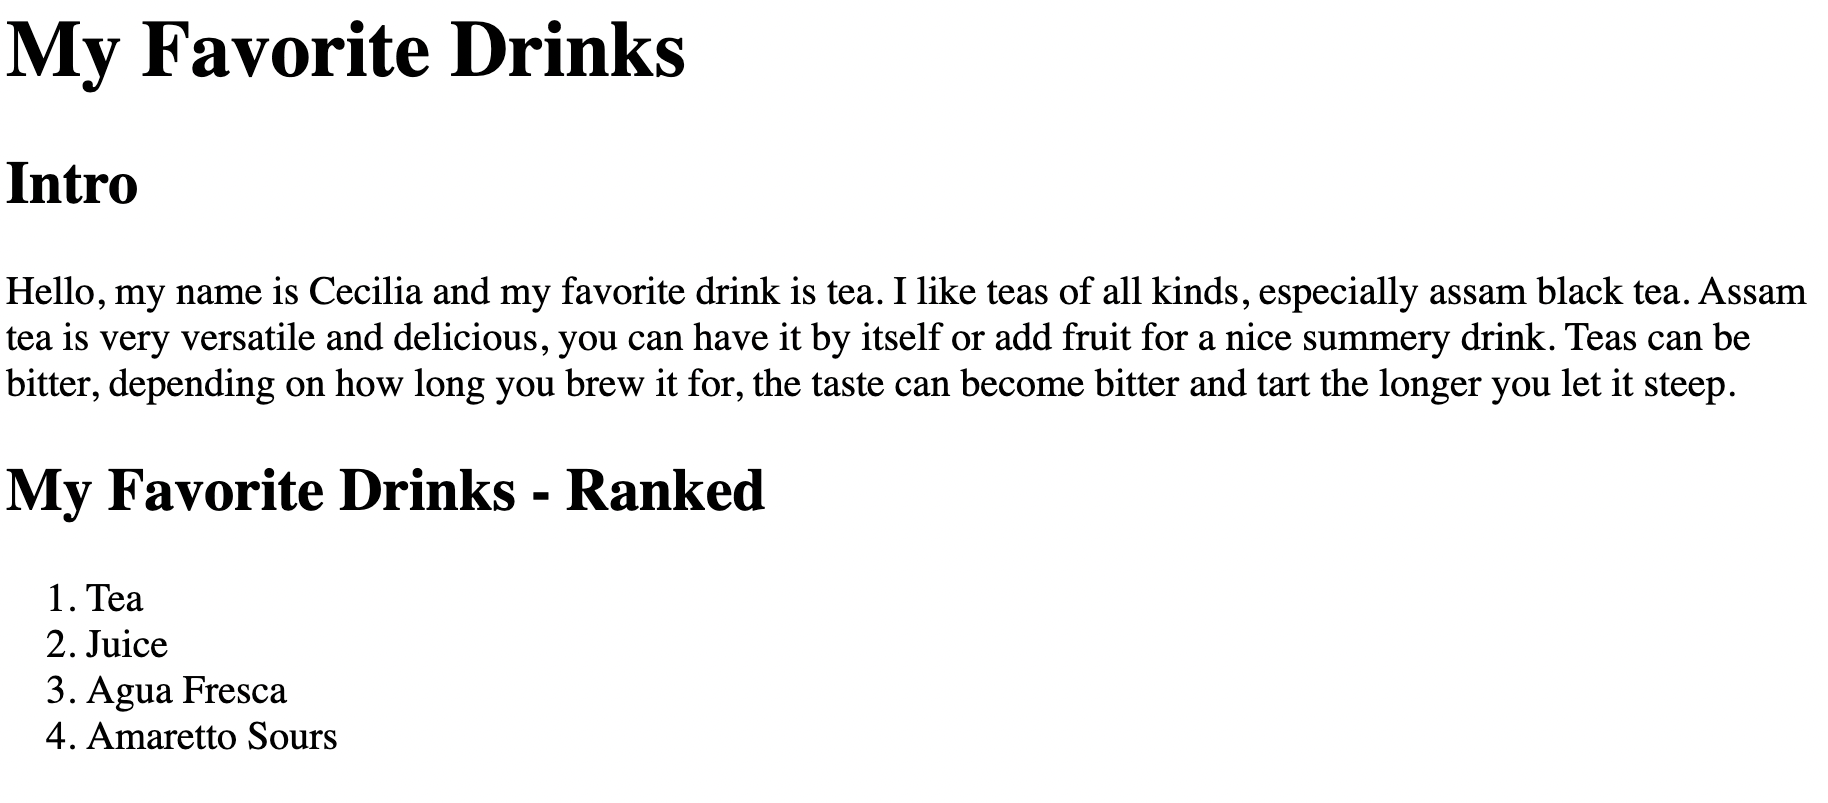 My Favorite Drinks
Intro
Hello, my name is Cecilia and my favorite drink is tea. I like teas of all kinds, especially assam black tea. Assam
tea is very versatile and delicious, you can have it by itself or add fruit for a nice summery drink. Teas can be
bitter, depending on how long you brew it for, the taste can become bitter and tart the longer you let it steep.
My Favorite Drinks - Ranked
1. Tea
2. Juice
3. Agua Fresca
4. Amaretto Sours